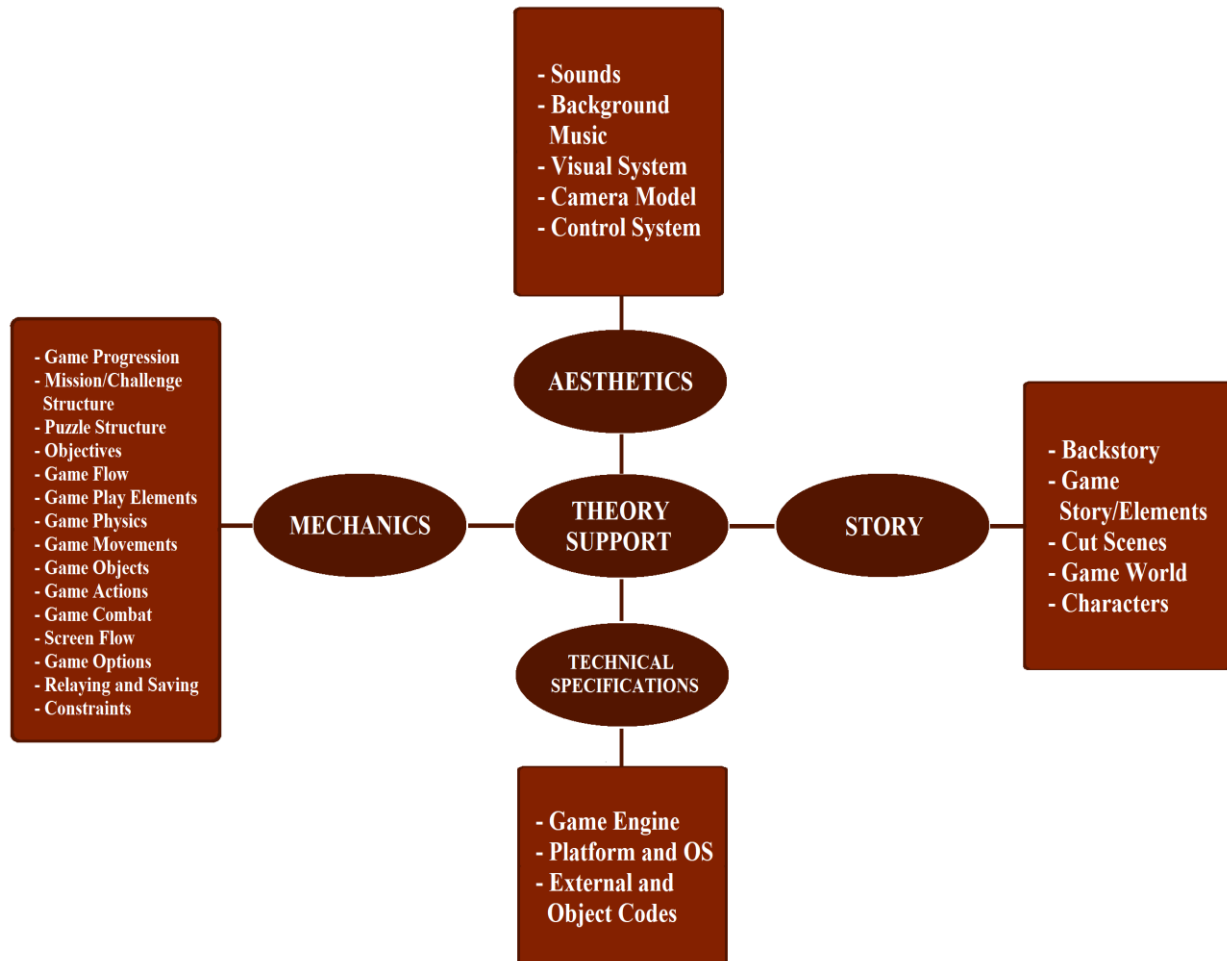 - Sounds
- Background
Music
- Visual System
- Camera Model
- Control System
AESTHETICS
- Game Progression
- Mission/Challenge
Structure
- Puzzle Structure
- Objectives
- Game Flow
- Game Play Elements
- Game Physics
- Game Movements
- Game Objects
- Game Actions
- Game Combat
- Screen Flow
- Game Options
- Relaying and Saving
- Constraints
MECHANICS
THEORY
SUPPORT
STORY
- Backstory
- Game
Story/Elements
- Cut Scenes
- Game World
- Characters
TECHNICAL
SPECIFICATIONS
- Game Engine
- Platform and OS
- External and
Object Codes